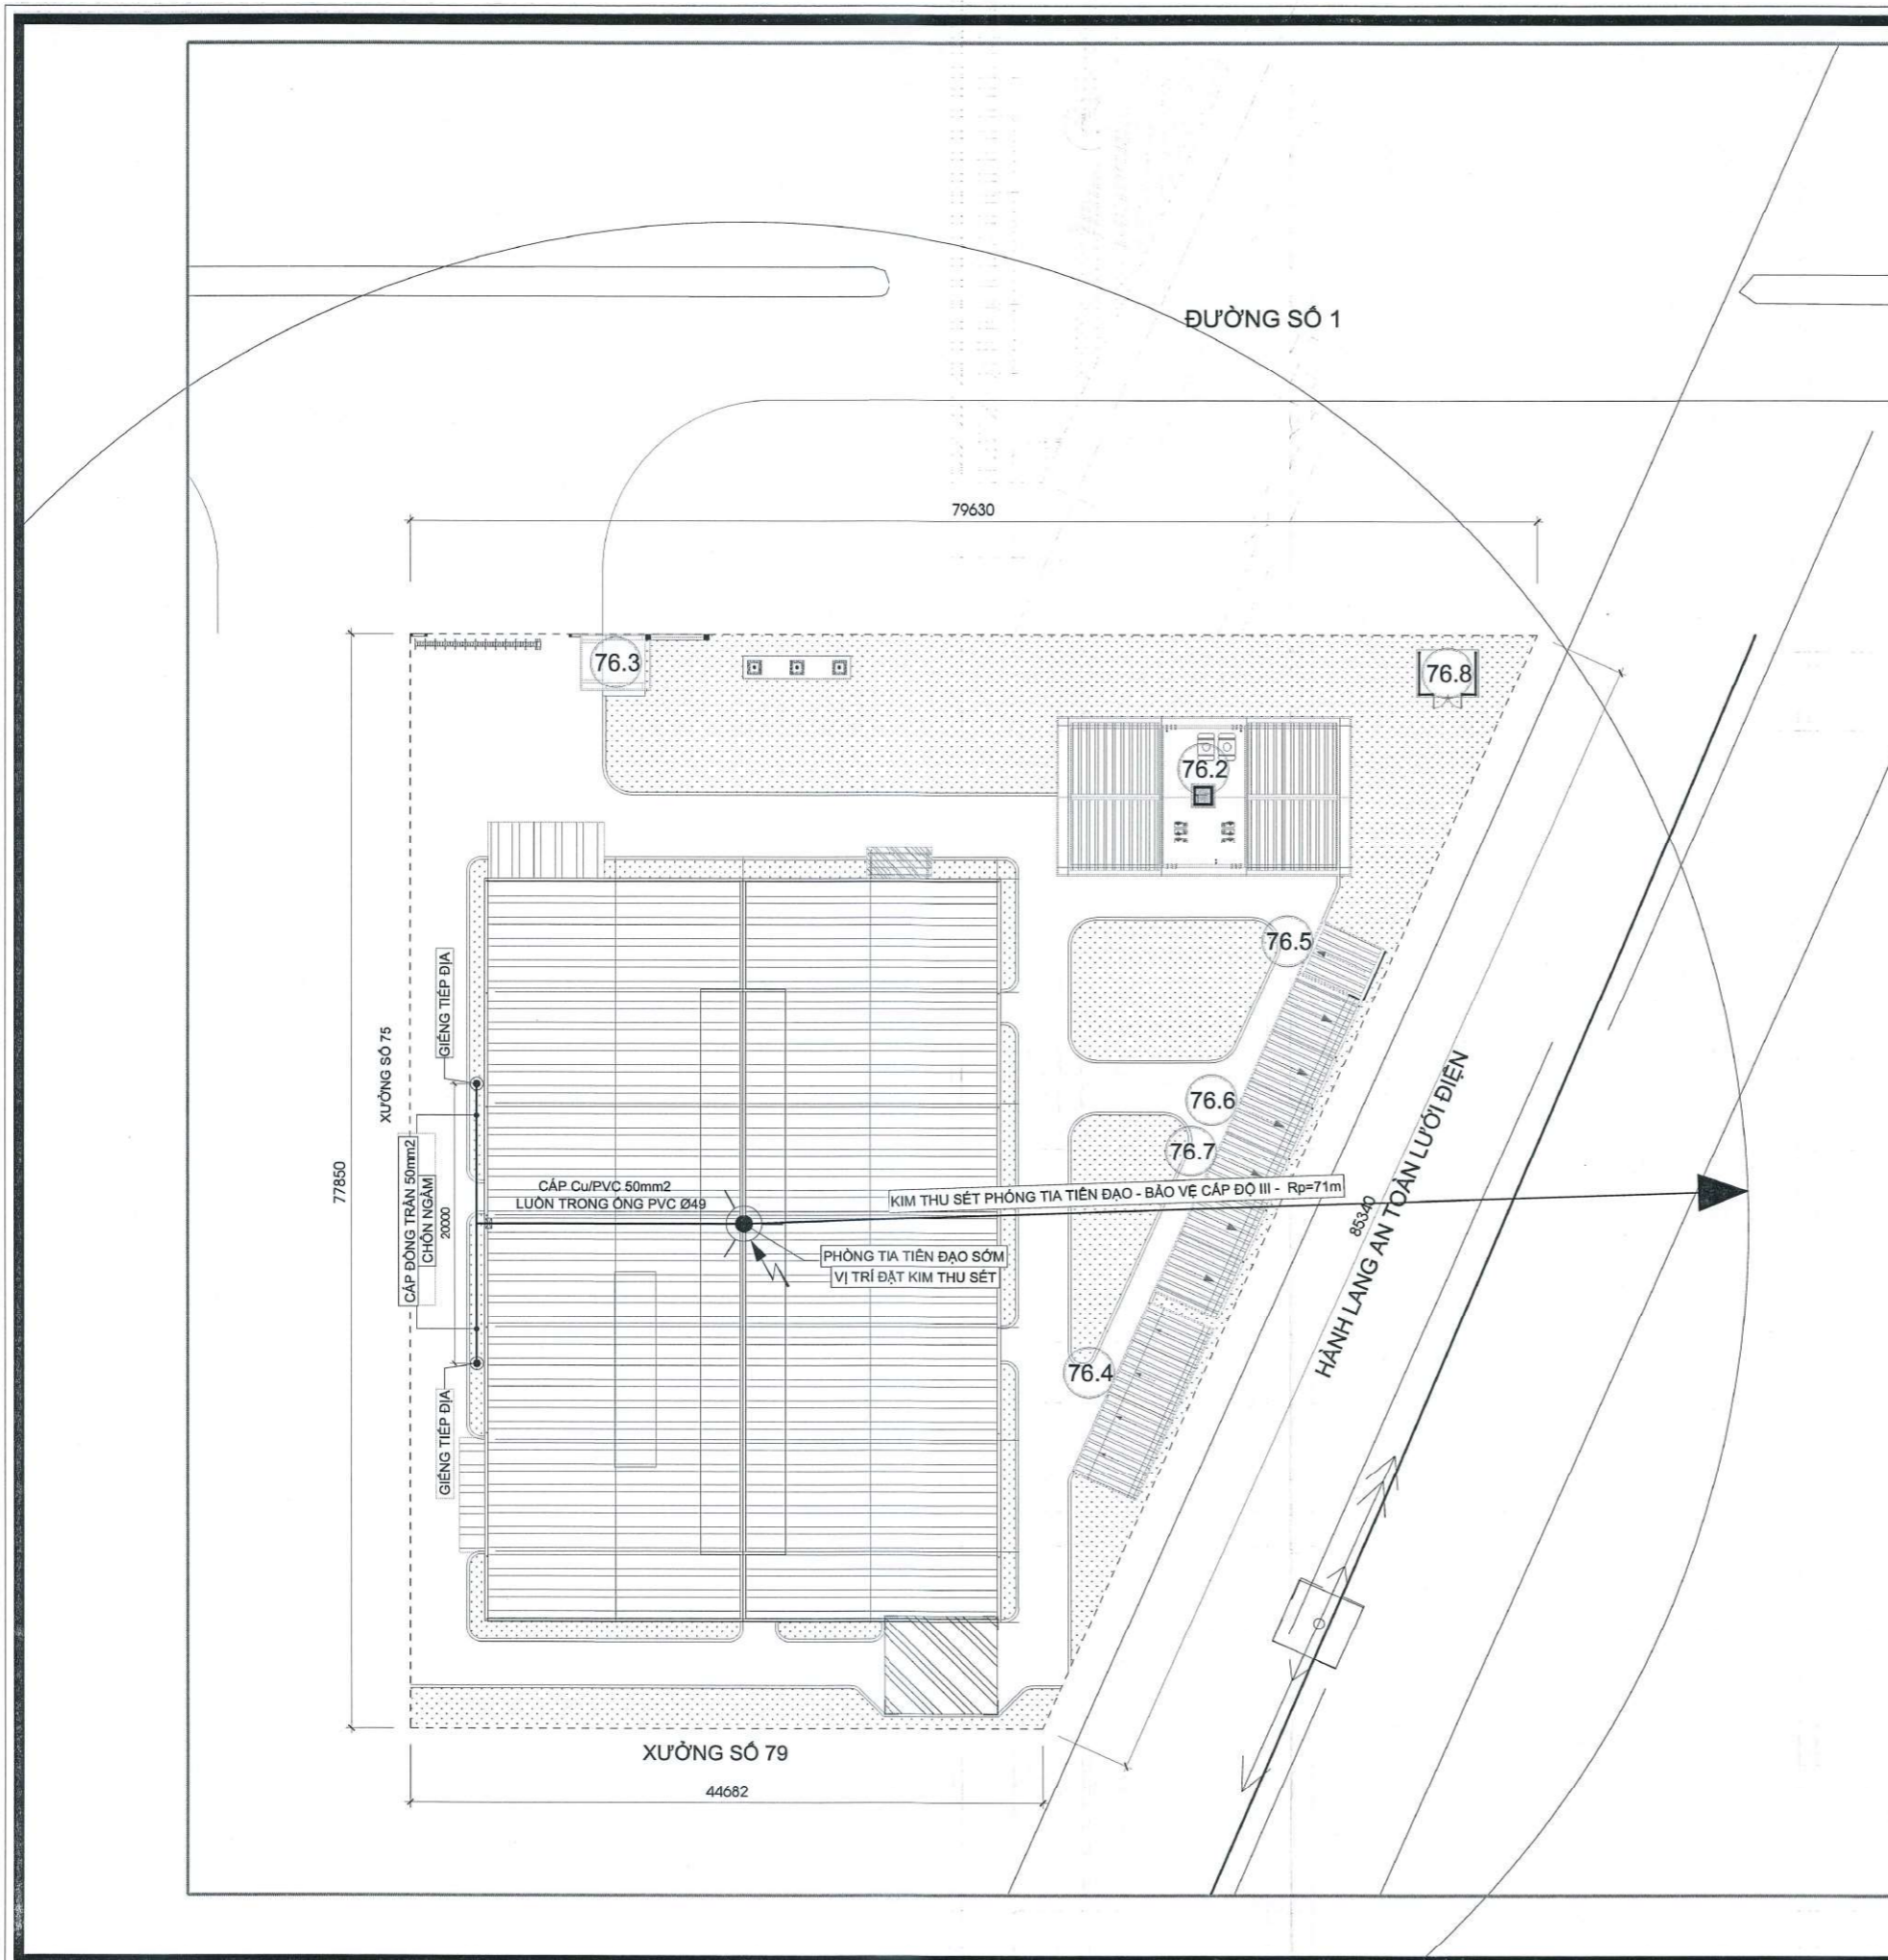 ĐƯỜNG SỐ 1
79630
76.3
76.8
76.2
76.5
GIẾNG TIẾP ĐỊA
XƯỞNG SỐ 75
76.6
76.7
HÀNH LANG AN TOÀN LƯỚI ĐIỆN
85340
77850
CÁP ĐỒNG TRẦN 50mm2
CHÔN NGẦM
20000
CÁP Cu/PVC 50mm2
LUỒN TRONG ỐNG PVC Ø49
KIM THU SÉT PHÓNG TIA TIÊN ĐẠO - BẢO VỆ CẤP ĐỘ III - Rp=71m
PHÒNG TIA TIÊN ĐẠO SỚM
VỊ TRÍ ĐẶT KIM THU SÉT
76.4
GIẾNG TIẾP ĐỊA
XƯỞNG SỐ 79
44682